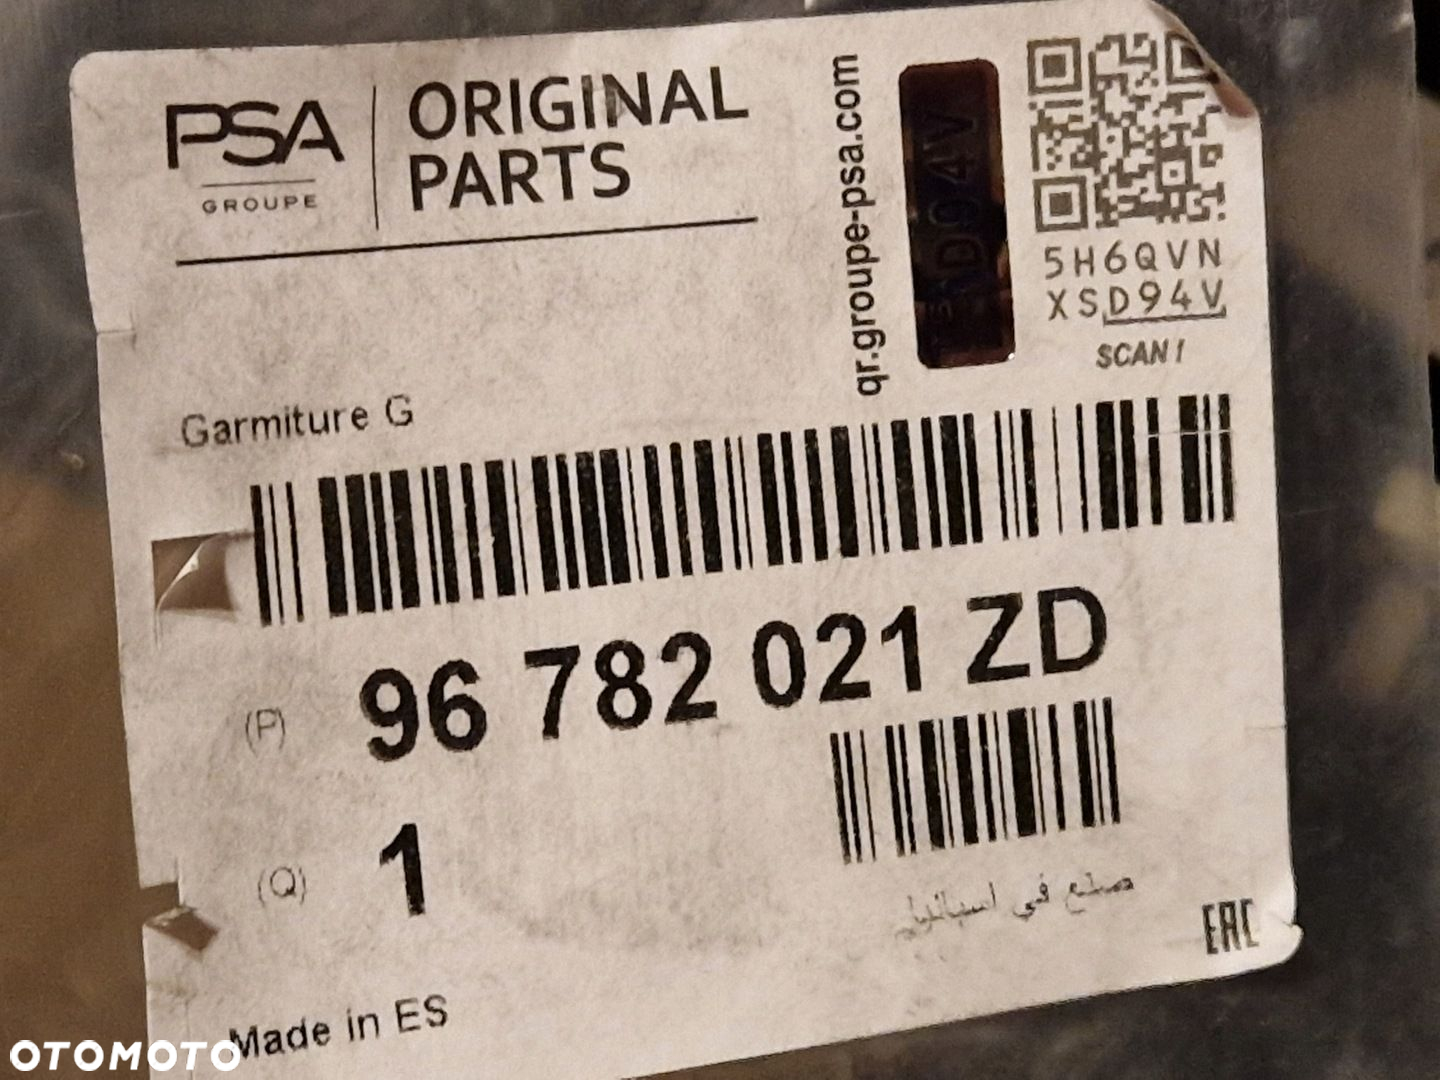 PSA
GROUPE
ORIGINAL
PARTS
qr.groupe-psa.com
D94V
5H6QVN
XSD94V
SCAN!
Garmiture G
(P) 96 782 021 ZD
(Q) 1
صنع في اسبانيا
EAC
Made in ES
OTOMOTO